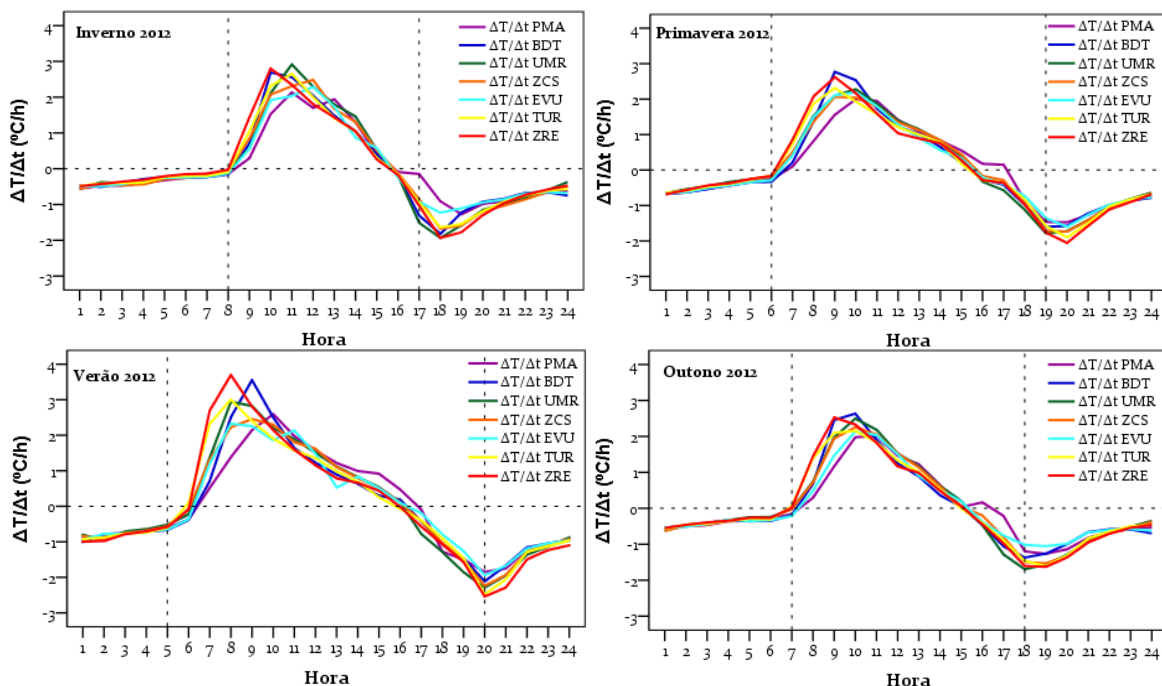 Inverno 2012
ΔT/Δt PMA
ΔT/Δt BDT
ΔT/Δt UMR
ΔT/Δt ZCS
ΔT/Δt EVU
ΔT/Δt TUR
ΔT/Δt ZRE
ΔT/Δt (ºC/h)
4
3
2
1
0
-1
-2
-3
1 2 3 4 5 6 7 8 9 10 11 12 13 14 15 16 17 18 19 20 21 22 23 24
Hora
Primavera 2012
ΔT/Δt PMA
ΔT/Δt BDT
ΔT/Δt UMR
ΔT/Δt ZCS
ΔT/Δt EVU
ΔT/Δt TUR
ΔT/Δt ZRE
ΔT/Δt (ºC/h)
4
3
2
1
0
-1
-2
-3
1 2 3 4 5 6 7 8 9 10 11 12 13 14 15 16 17 18 19 20 21 22 23 24
Hora
Verão 2012
ΔT/Δt PMA
ΔT/Δt BDT
ΔT/Δt UMR
ΔT/Δt ZCS
ΔT/Δt EVU
ΔT/Δt TUR
ΔT/Δt ZRE
ΔT/Δt (ºC/h)
4
3
2
1
0
-1
-2
-3
1 2 3 4 5 6 7 8 9 10 11 12 13 14 15 16 17 18 19 20 21 22 23 24
Hora
Outono 2012
ΔT/Δt PMA
ΔT/Δt BDT
ΔT/Δt UMR
ΔT/Δt ZCS
ΔT/Δt EVU
ΔT/Δt TUR
ΔT/Δt ZRE
ΔT/Δt (ºC/h)
4
3
2
1
0
-1
-2
-3
1 2 3 4 5 6 7 8 9 10 11 12 13 14 15 16 17 18 19 20 21 22 23 24
Hora